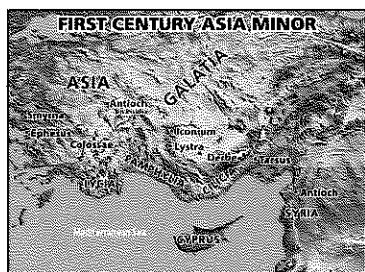 FIRST CENTURY ASIA MINOR
ASIA
GALATIA
Antioch
Smyrna
Ephesus
Iconium
Colossae
Lystra
Derbe
Tarsus
PAMPHYLIA
CILICIA
LYCIA
Antioch
SYRIA
Mediterranean Sea
CYPRUS